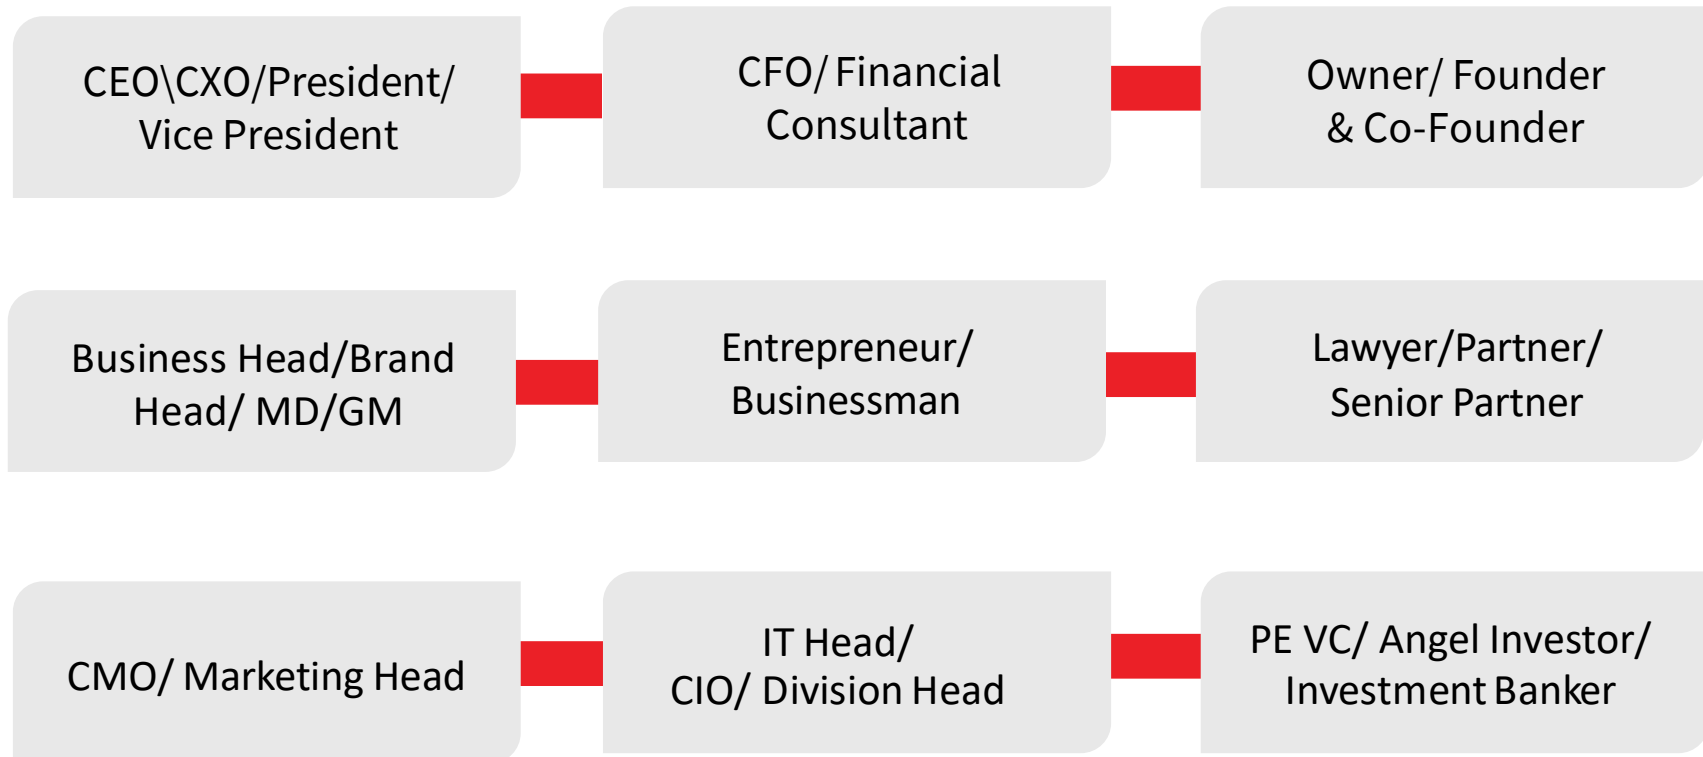 CEO\CXO/President/
Vice President
CFO/ Financial
Consultant
Owner/ Founder
& Co-Founder
Business Head/Brand
Head/ MD/GM
Entrepreneur/
Businessman
Lawyer/Partner/
Senior Partner
CMO/ Marketing Head
IT Head/
CIO/ Division Head
PE VC/ Angel Investor/
Investment Banker